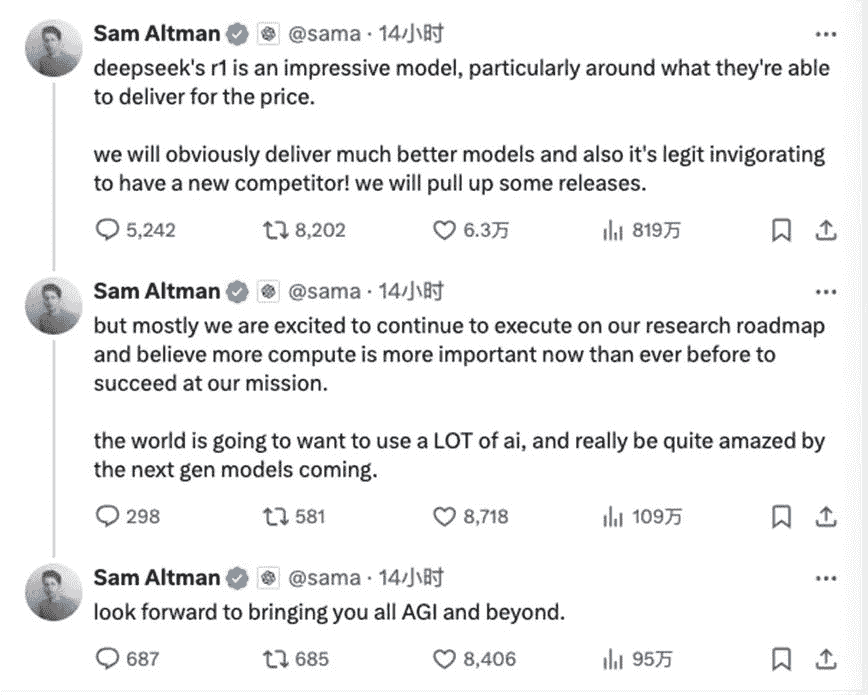 Sam Altman @sama · 14小时
deepseek's r1 is an impressive model, particularly around what they're able
to deliver for the price.
we will obviously deliver much better models and also it's legit invigorating
to have a new competitor! we will pull up some releases.
5,242 8,202 6.3万 819万
Sam Altman @sama · 14小时
but mostly we are excited to continue to execute on our research roadmap
and believe more compute is more important now than ever before to
succeed at our mission.
the world is going to want to use a LOT of ai, and really be quite amazed by
the next gen models coming.
298 581 8,718 109万
Sam Altman @sama · 14小时
look forward to bringing you all AGI and beyond.
687 685 8,406 95万